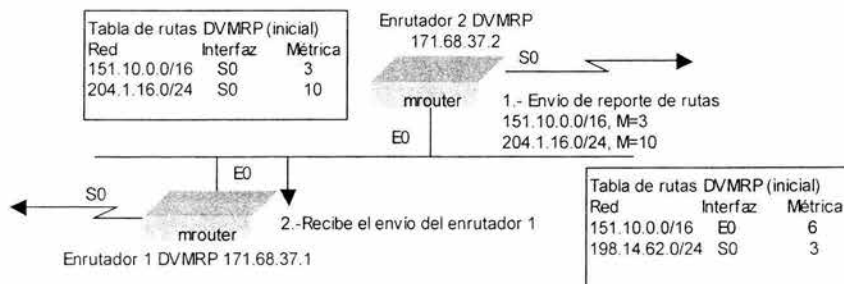 Tabla de rutas DVMRP (inicial)
Red Interfaz Métrica
151.10.0.0/16 S0 3
204.1.16.0/24 S0 10
Enrutador 2 DVMRP
171.68.37.2
S0
mrouter
1.- Envío de reporte de rutas
151.10.0.0/16, M=3
204.1.16.0/24, M=10
E0
E0
S0
mrouter
2.-Recibe el envío del enrutador 1
Enrutador 1 DVMRP 171.68.37.1
Tabla de rutas DVMRP (inicial)
Red Interfaz Métrica
151.10.0.0/16 E0 6
198.14.62.0/24 S0 3